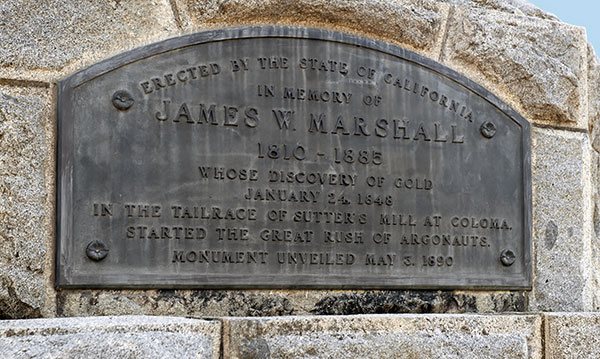 ERECTED BY THE STATE OF CALIFORNIA
IN MEMORY OF
JAMES W. MARSHALL
1810 - 1885
WHOSE DISCOVERY OF GOLD
JANUARY 24, 1848
IN THE TAILRACE OF SUTTER'S MILL AT COLOMA.
STARTED THE GREAT RUSH OF ARGONAUTS.
MONUMENT UNVEILED MAY 3, 1890